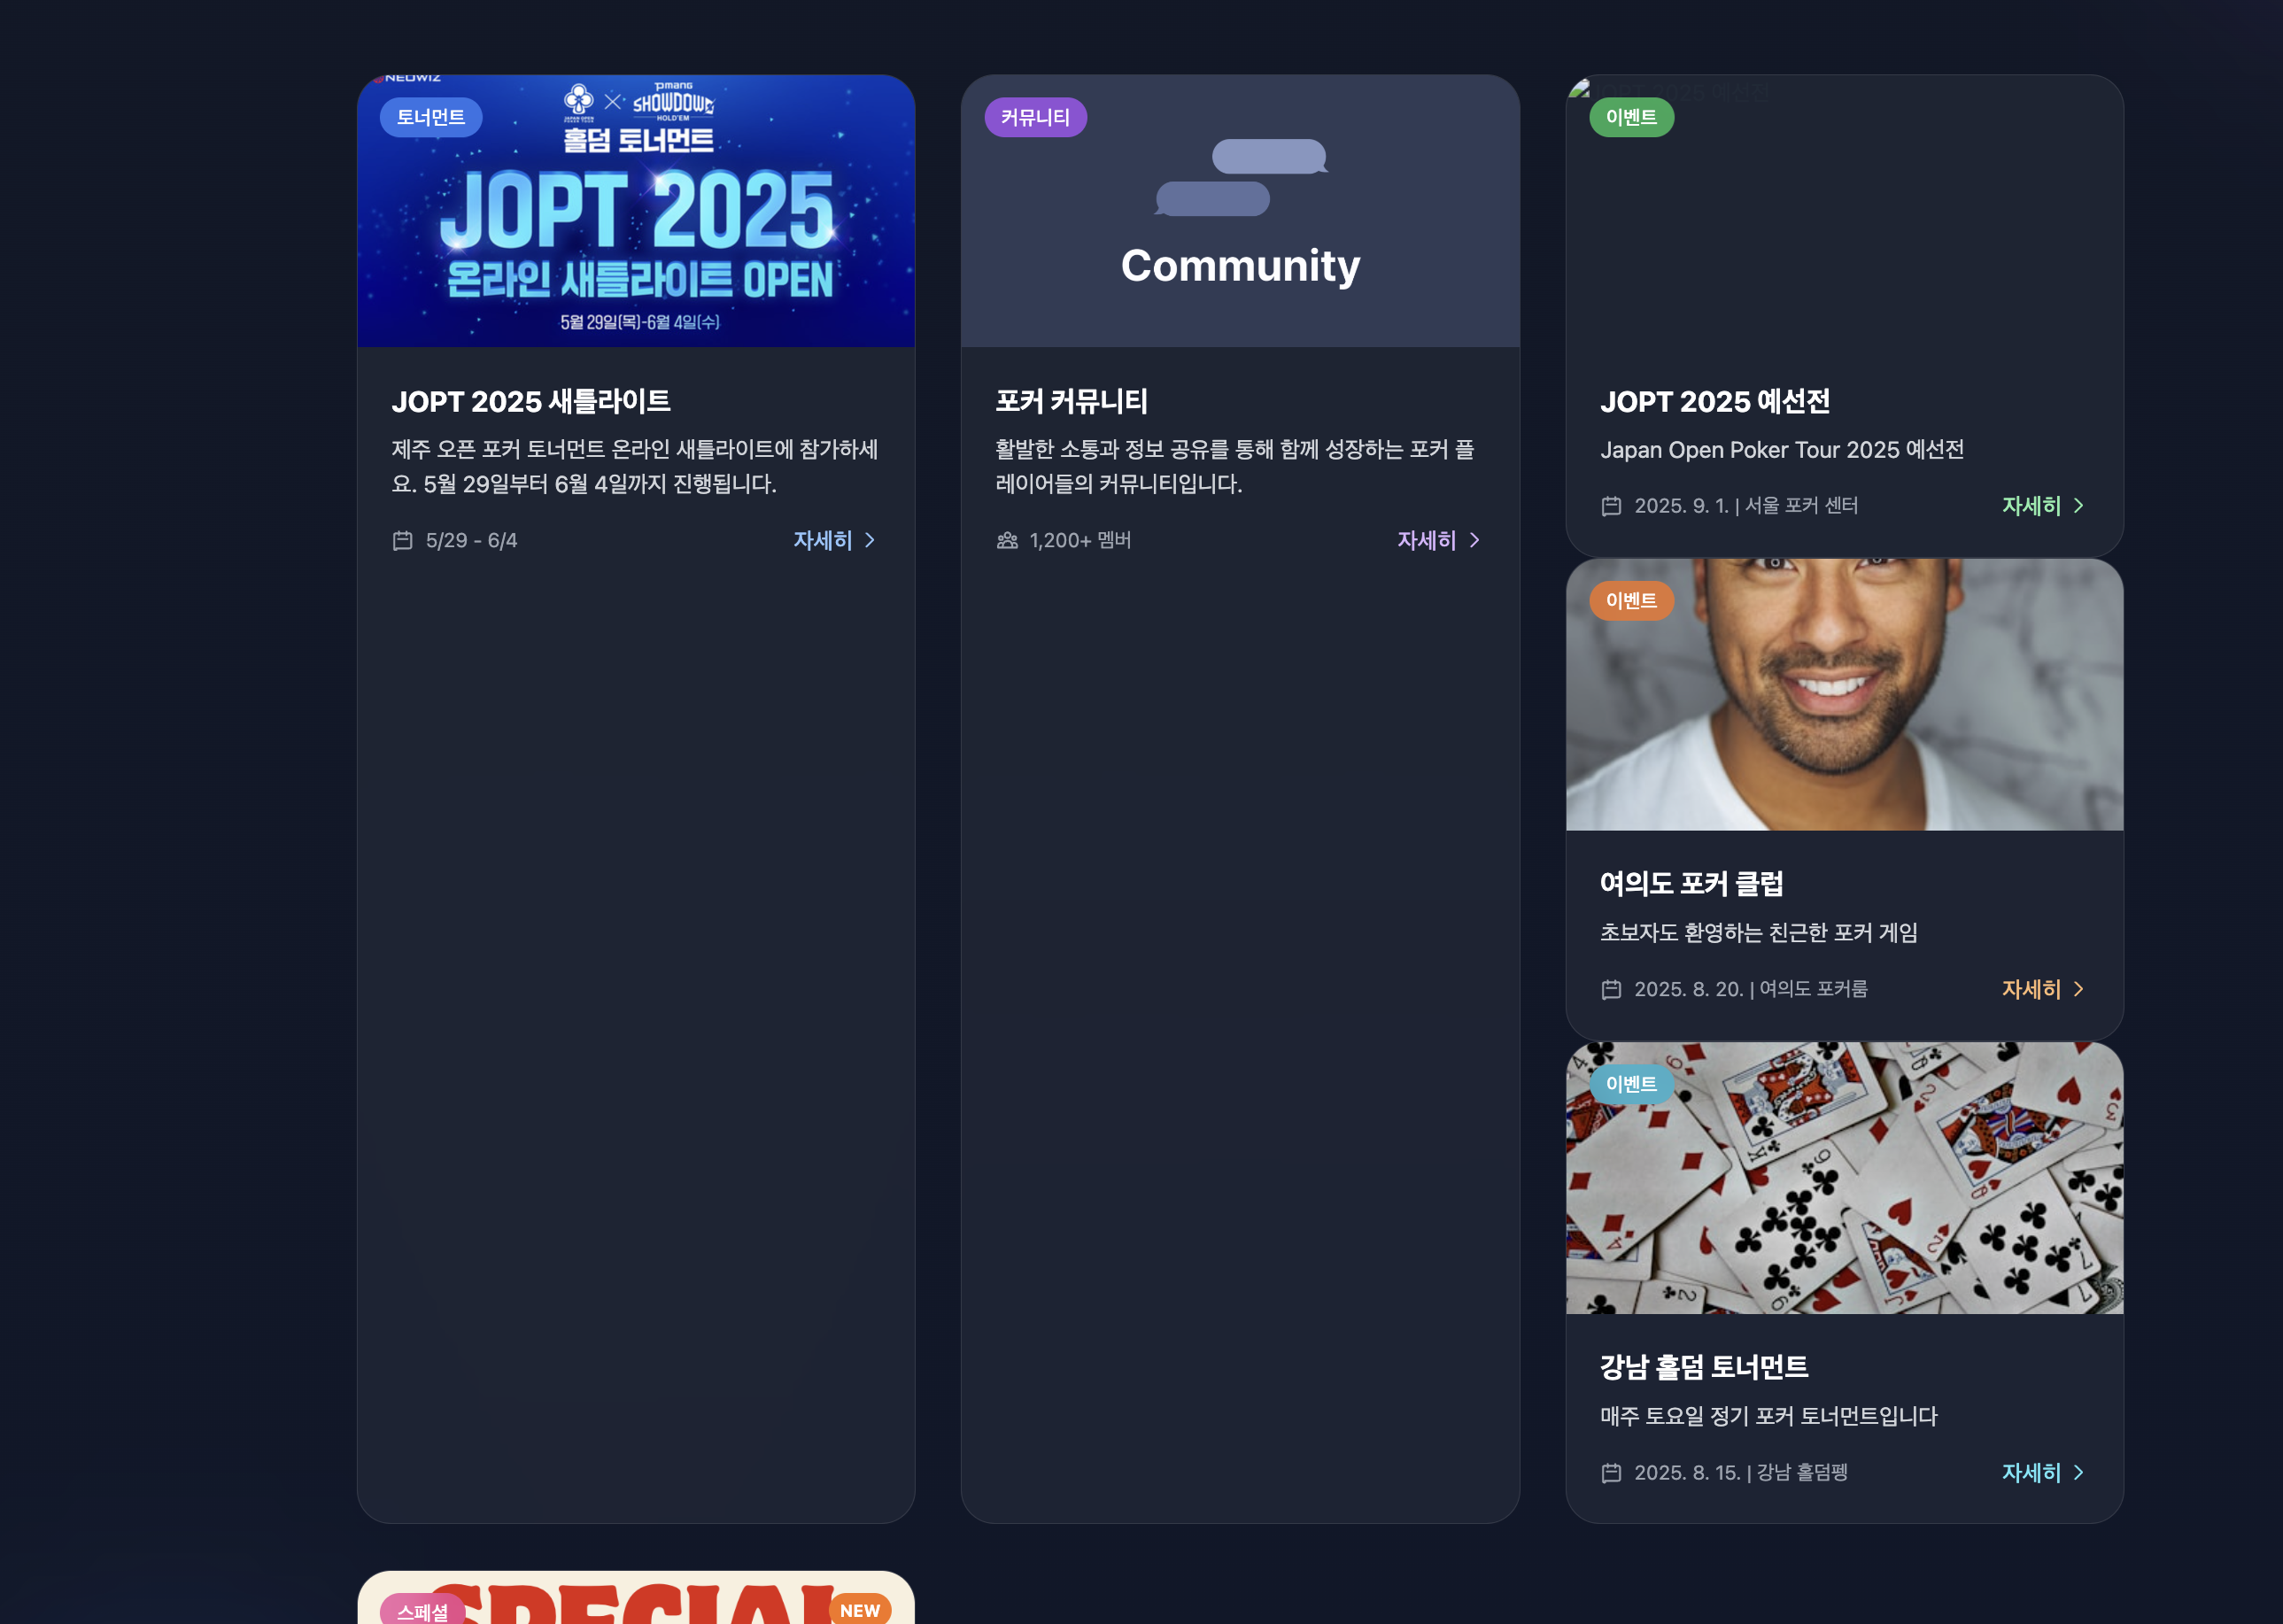 NEOWIZ
토너먼트
JAPAN OPEN POKER TOUR
Pmang
SHOWDOWN
HOLD'EM
홀덤 토너먼트
JOPT 2025
온라인 새틀라이트 OPEN
5월 29일(목)-6월 4일(수)
JOPT 2025 새틀라이트
제주 오픈 포커 토너먼트 온라인 새틀라이트에 참가하세
요. 5월 29일부터 6월 4일까지 진행됩니다.
5/29 - 6/4
자세히
커뮤니티
Community
포커 커뮤니티
활발한 소통과 정보 공유를 통해 함께 성장하는 포커 플
레이어들의 커뮤니티입니다.
1,200+ 멤버
자세히
JOPT 2025 예선전
이벤트
JOPT 2025 예선전
Japan Open Poker Tour 2025 예선전
2025. 9. 1. | 서울 포커 센터
자세히
이벤트
여의도 포커 클럽
초보자도 환영하는 친근한 포커 게임
2025. 8. 20. | 여의도 포커룸
자세히
이벤트
강남 홀덤 토너먼트
매주 토요일 정기 포커 토너먼트입니다
2025. 8. 15. | 강남 홀덤펭
자세히
스페셜
SPECIAL
NEW